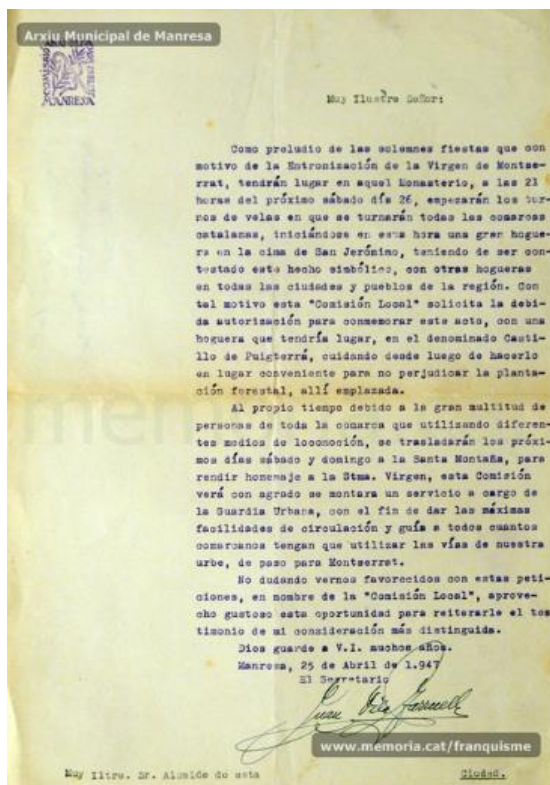 Arxiu Municipal de Manresa
MANRESA
Muy Ilustre Señor:
Como preludio de las solemnes fiestas que con
motivo de la Entronización de la Virgen de Montse-
rrat, tendrán lugar en aquel Monasterio, a las 21
horas del próximo sábado día 26, empezarán los tur-
nos de velas en que se turnarán todas las comarcas
catalanas, iniciándose en esta hora una gran hogue-
ra en la cima de San Jerónimo, teniendo de ser con-
testado este hecho simbólico, con otras hogueras
en todas las ciudades y pueblos de la región. Con
tal motivo esta "Comisión Local" solicita la debi-
da autorización para conmemorar este acto, con una
hoguera que tendría lugar, en el denominado Casti-
llo de Puigterrá, cuidando desde luego de hacerlo
en lugar conveniente para no perjudicar la planta-
ción forestal, allí emplazada.
Al propio tiempo debido a la gran multitud de
personas de toda la comarca que utilizando diferen-
tes medios de locomoción, se trasladarán los próxi-
mos días sábado y domingo a la Santa Montaña, para
rendir homenaje a la Stma. Virgen, esta Comisión
verá con agrado se montara un servicio a cargo de
la Guardia Urbana, con el fin de dar las máximas
facilidades de circulación y guía a todos cuantos
comarcanos tengan que utilizar las vías de nuestra
urbe, de paso para Montserrat.
No dudando vernos favorecidos con estas peti-
ciones, en nombre de la "Comisión Local", aprove-
cho gustoso esta oportunidad para reiterarle el tes
timonio de mi consideración más distinguida.
Dios guarde a V.I. muchos años.
Manresa, 25 de Abril de 1.947
El Secretario
Juan Vila
www.memoria.cat/franquisme
Muy Iltre. Sr. Alcalde de esta Ciudad.